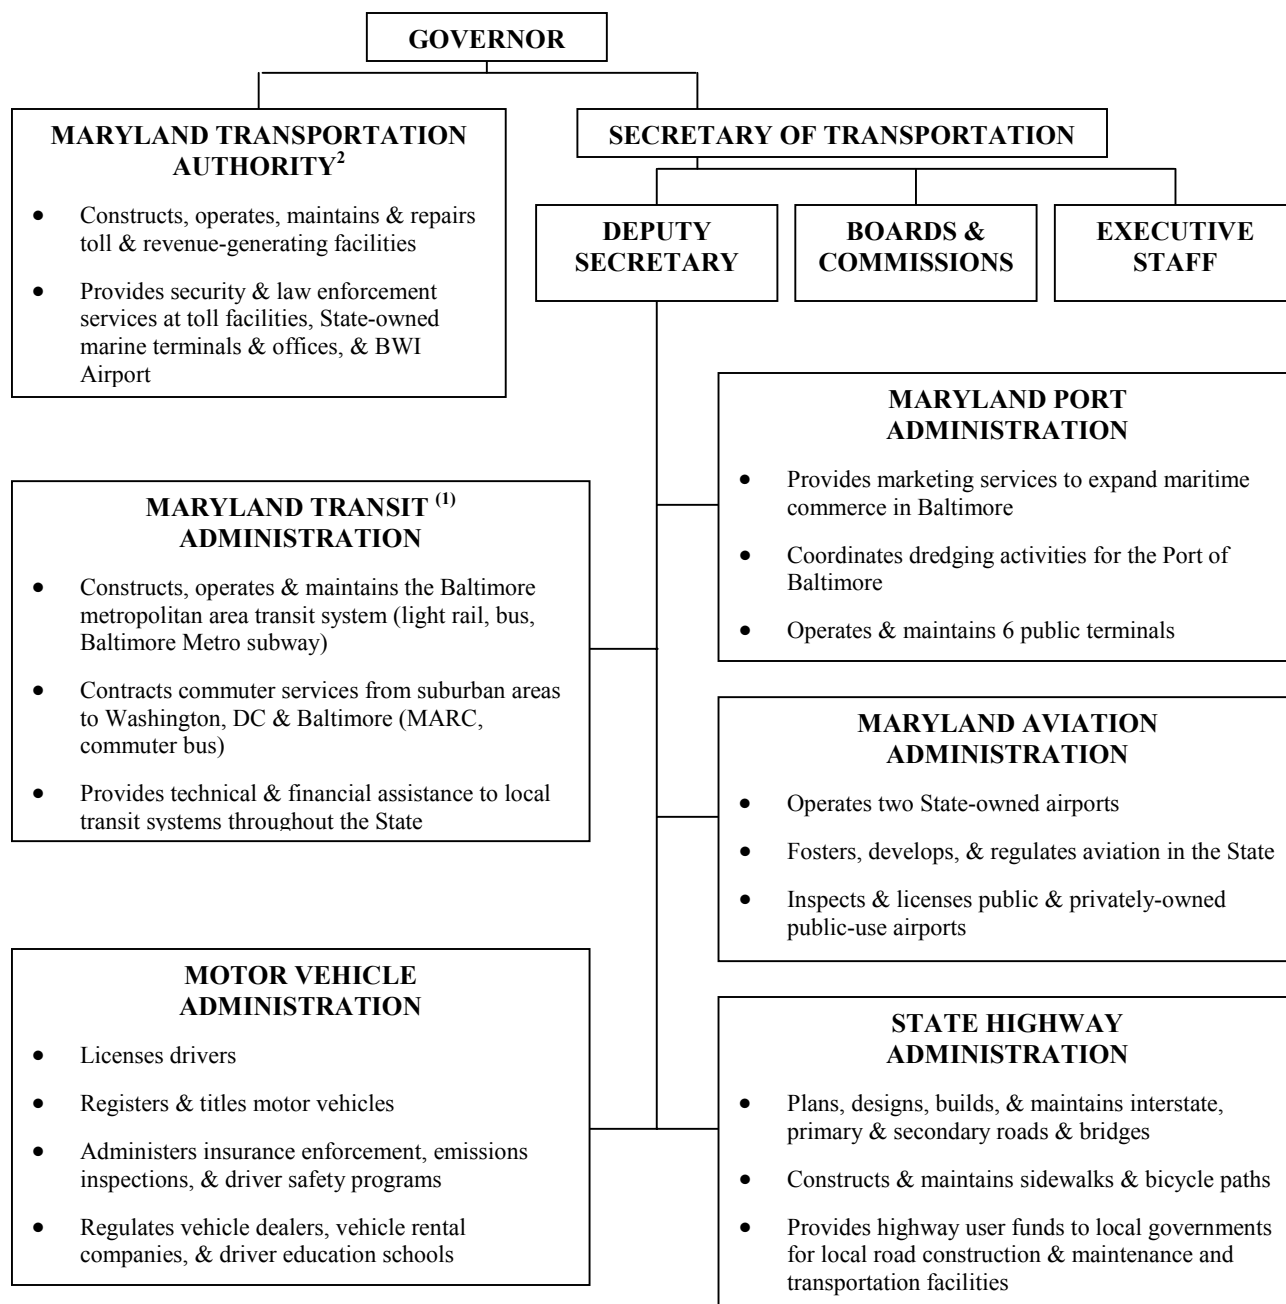 GOVERNOR
MARYLAND TRANSPORTATION
AUTHORITY2
• Constructs, operates, maintains & repairs
toll & revenue-generating facilities
• Provides security & law enforcement
services at toll facilities, State-owned
marine terminals & offices, & BWI
Airport
SECRETARY OF TRANSPORTATION
DEPUTY
SECRETARY
BOARDS &
COMMISSIONS
EXECUTIVE
STAFF
MARYLAND PORT
ADMINISTRATION
• Provides marketing services to expand maritime
commerce in Baltimore
• Coordinates dredging activities for the Port of
Baltimore
• Operates & maintains 6 public terminals
MARYLAND TRANSIT (1)
ADMINISTRATION
• Constructs, operates & maintains the Baltimore
metropolitan area transit system (light rail, bus,
Baltimore Metro subway)
• Contracts commuter services from suburban areas
to Washington, DC & Baltimore (MARC,
commuter bus)
• Provides technical & financial assistance to local
transit systems throughout the State
MARYLAND AVIATION
ADMINISTRATION
• Operates two State-owned airports
• Fosters, develops, & regulates aviation in the State
• Inspects & licenses public & privately-owned
public-use airports
MOTOR VEHICLE
ADMINISTRATION
• Licenses drivers
• Registers & titles motor vehicles
• Administers insurance enforcement, emissions
inspections, & driver safety programs
• Regulates vehicle dealers, vehicle rental
companies, & driver education schools
STATE HIGHWAY
ADMINISTRATION
• Plans, designs, builds, & maintains interstate,
primary & secondary roads & bridges
• Constructs & maintains sidewalks & bicycle paths
• Provides highway user funds to local governments
for local road construction & maintenance and
transportation facilities